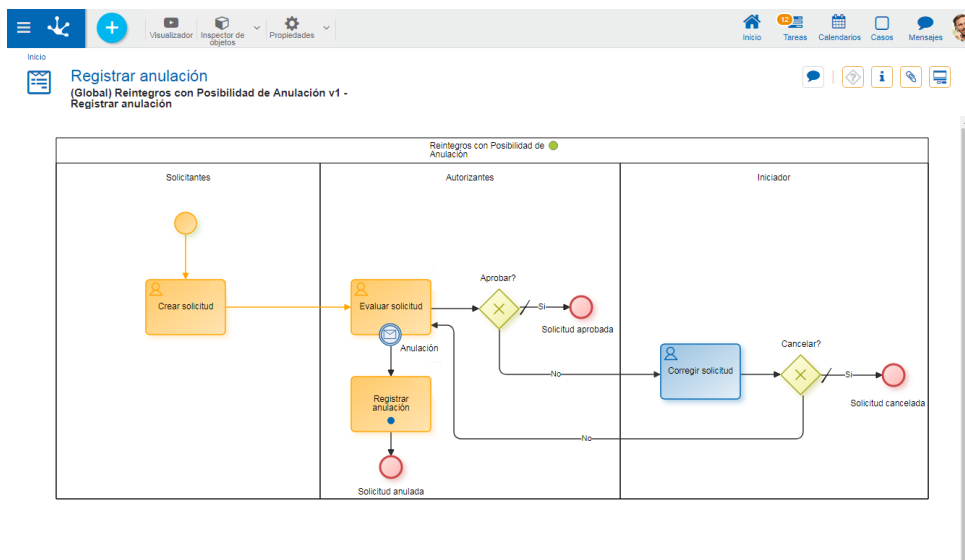 Visualizador
Inspector de
objetos
Propiedades
Inicio
12
Tareas
Calendarios
Casos
Mensajes
Inicio
Registrar anulación
(Global) Reintegros con Posibilidad de Anulación v1 -
Registrar anulación
Reintegros con Posibilidad de
Anulación
Solicitantes
Autorizantes
Iniciador
Crear solicitud
Evaluar solicitud
Aprobar?
Si
Solicitud aprobada
Anulación
No
Corregir solicitud
Cancelar?
Si
Solicitud cancelada
Registrar
anulación
No
Solicitud anulada